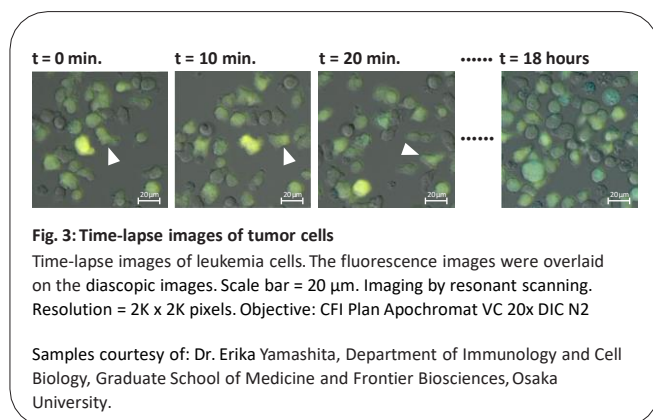 t = 0 min. t = 10 min. t = 20 min. •••••• t = 18 hours
••••••
20 µm 20 µm 20 µm 20 µm
Fig. 3: Time-lapse images of tumor cells
Time-lapse images of leukemia cells. The fluorescence images were overlaid
on the diascopic images. Scale bar = 20 µm. Imaging by resonant scanning.
Resolution = 2K x 2K pixels. Objective: CFI Plan Apochromat VC 20x DIC N2
Samples courtesy of: Dr. Erika Yamashita, Department of Immunology and Cell
Biology, Graduate School of Medicine and Frontier Biosciences, Osaka
University.